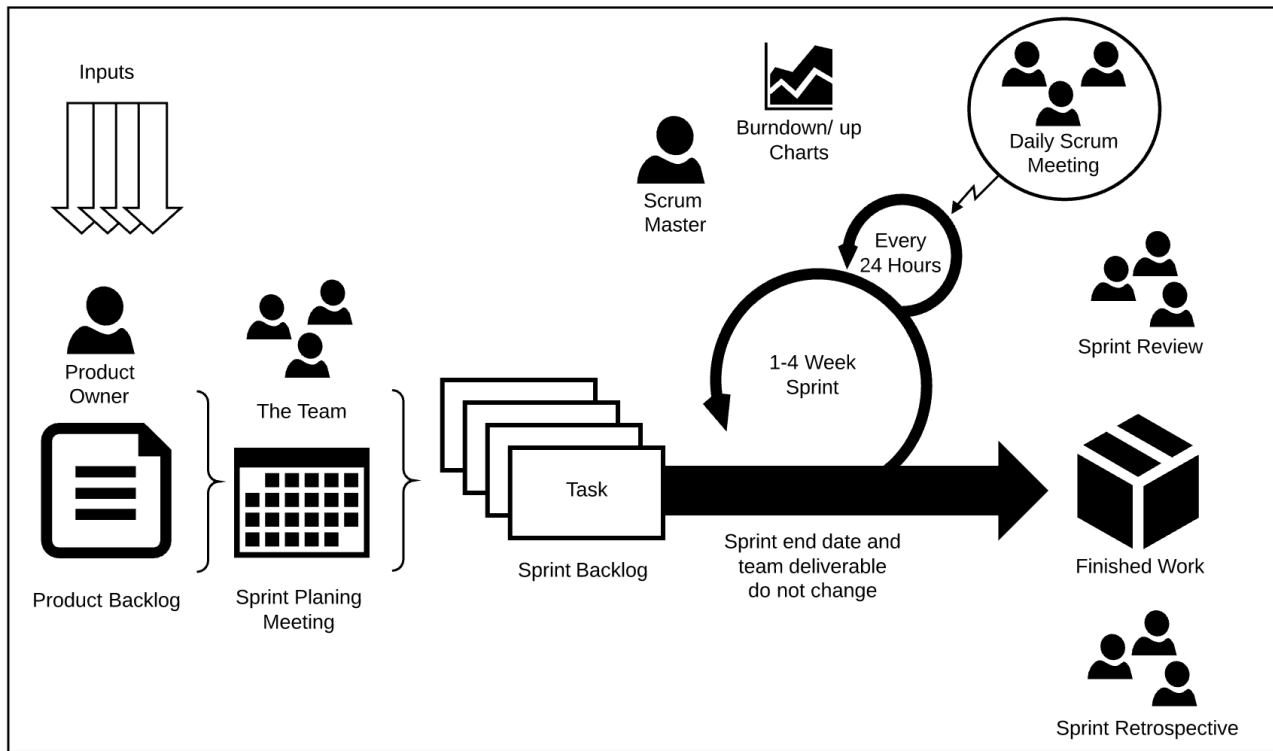 Inputs
Product
Owner
Product Backlog
The Team
Sprint Planing
Meeting
Task
Sprint Backlog
Scrum
Master
Burndown/ up
Charts
Daily Scrum
Meeting
Every
24 Hours
1-4 Week
Sprint
Sprint end date and
team deliverable
do not change
Sprint Review
Finished Work
Sprint Retrospective